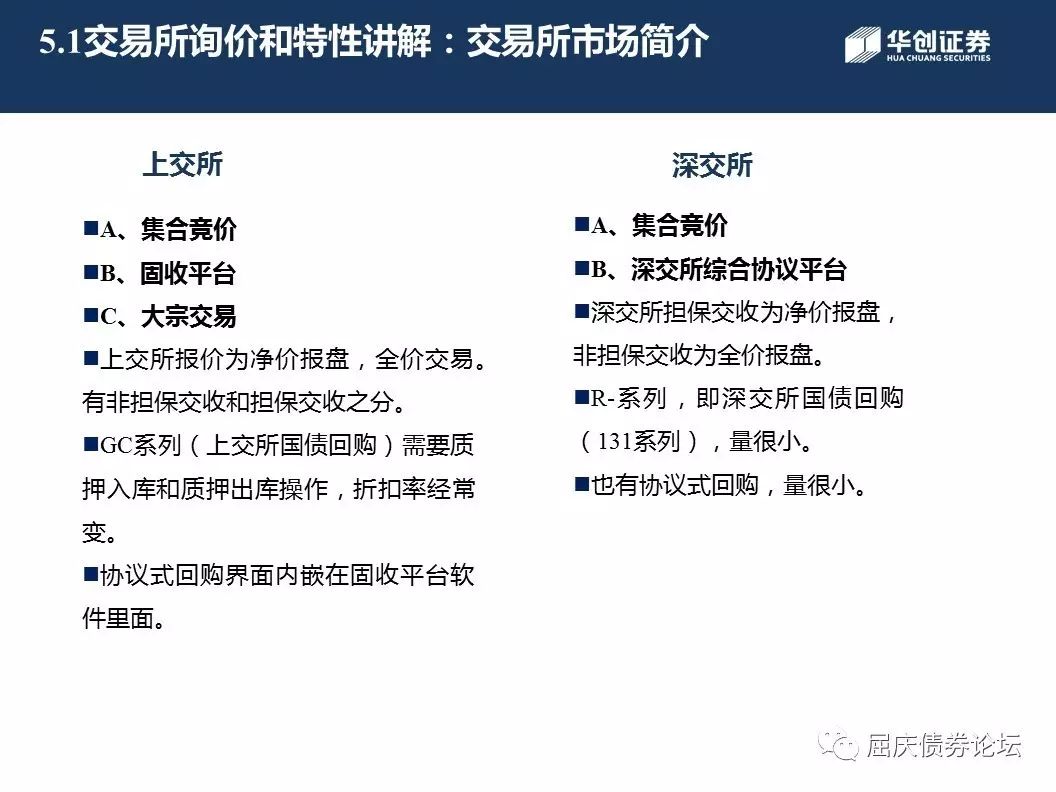 5.1交易所询价和特性讲解：交易所市场简介
华创证券
HUA CHUANG SECURITIES
上交所
■A、集合竞价
■B、固收平台
■C、大宗交易
■上交所报价为净价报盘，全价交易。
有非担保交收和担保交收之分。
■GC系列（上交所国债回购）需要质
押入库和质押出库操作，折扣率经常
变。
■协议式回购界面内嵌在固收平台软
件里面。
深交所
■A、集合竞价
■B、深交所综合协议平台
■深交所担保交收为净价报盘，
非担保交收为全价报盘。
■R-系列，即深交所国债回购
（131系列），量很小。
■也有协议式回购，量很小。
屈庆债券论坛